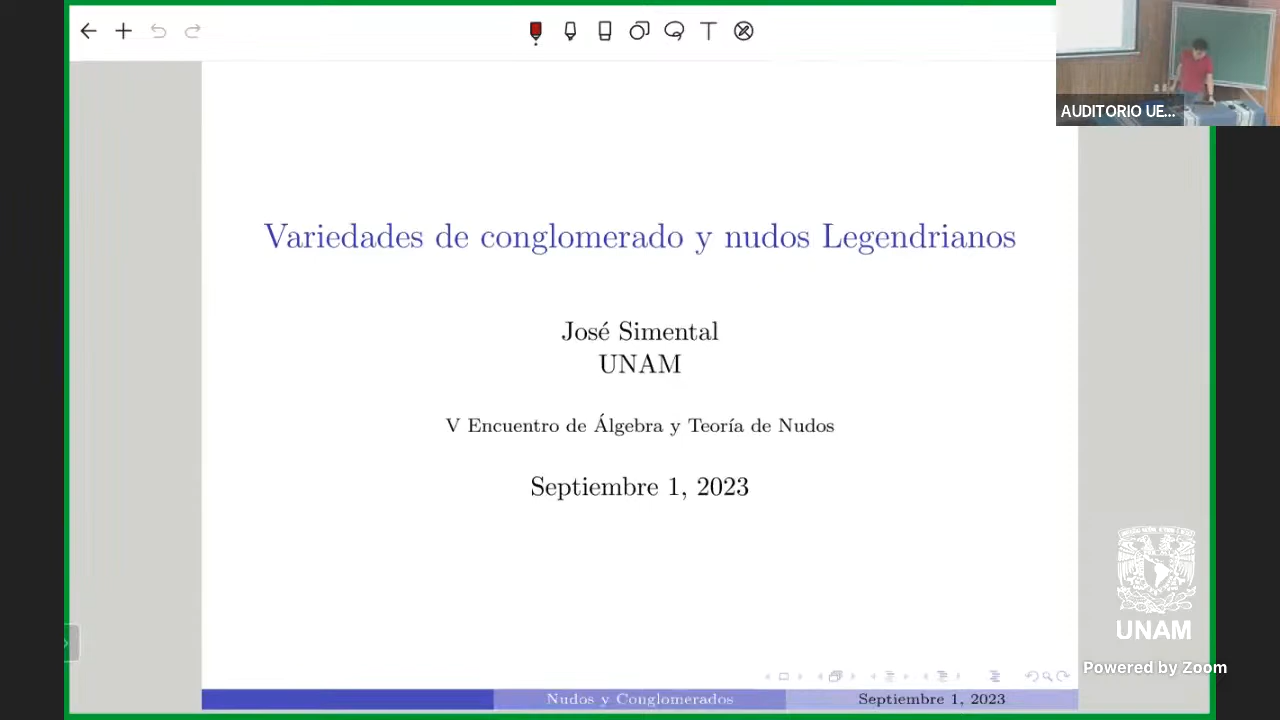 AUDITORIO UE...
Variedades de conglomerado y nudos Legendrianos
José Simental
UNAM
V Encuentro de Álgebra y Teoría de Nudos
Septiembre 1, 2023
UNAM
Powered by Zoom
Nudos y Conglomerados
Septiembre 1, 2023